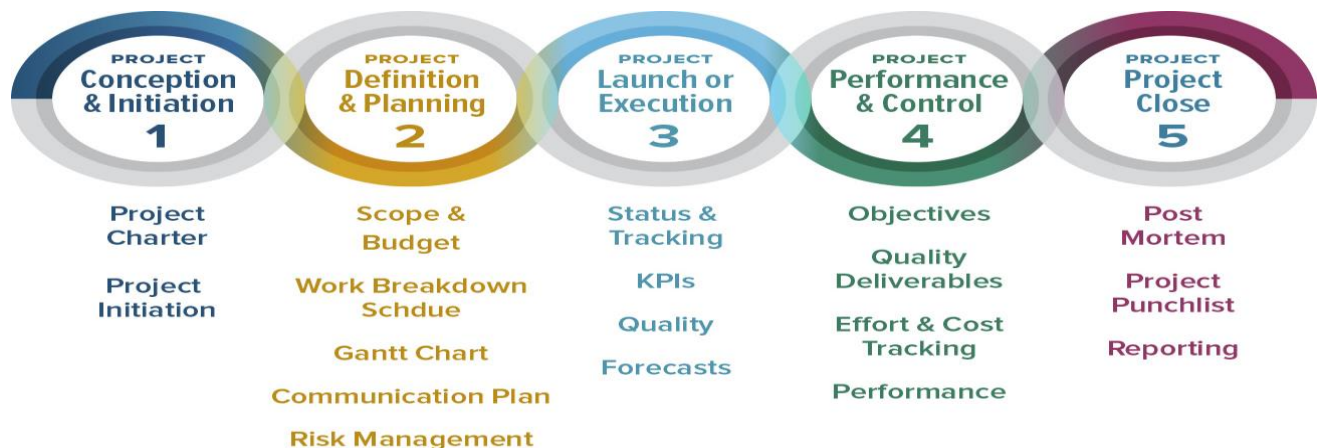 PROJECT
Conception
& Initiation
1
PROJECT
Definition
& Planning
2
PROJECT
Launch or
Execution
3
PROJECT
Performance
& Control
4
PROJECT
Project
Close
5
Project
Charter
Project
Initiation
Scope &
Budget
Work Breakdown
Schdue
Gantt Chart
Communication Plan
Risk Management
Status &
Tracking
KPIs
Quality
Forecasts
Objectives
Quality
Deliverables
Effort & Cost
Tracking
Performance
Post
Mortem
Project
Punchlist
Reporting